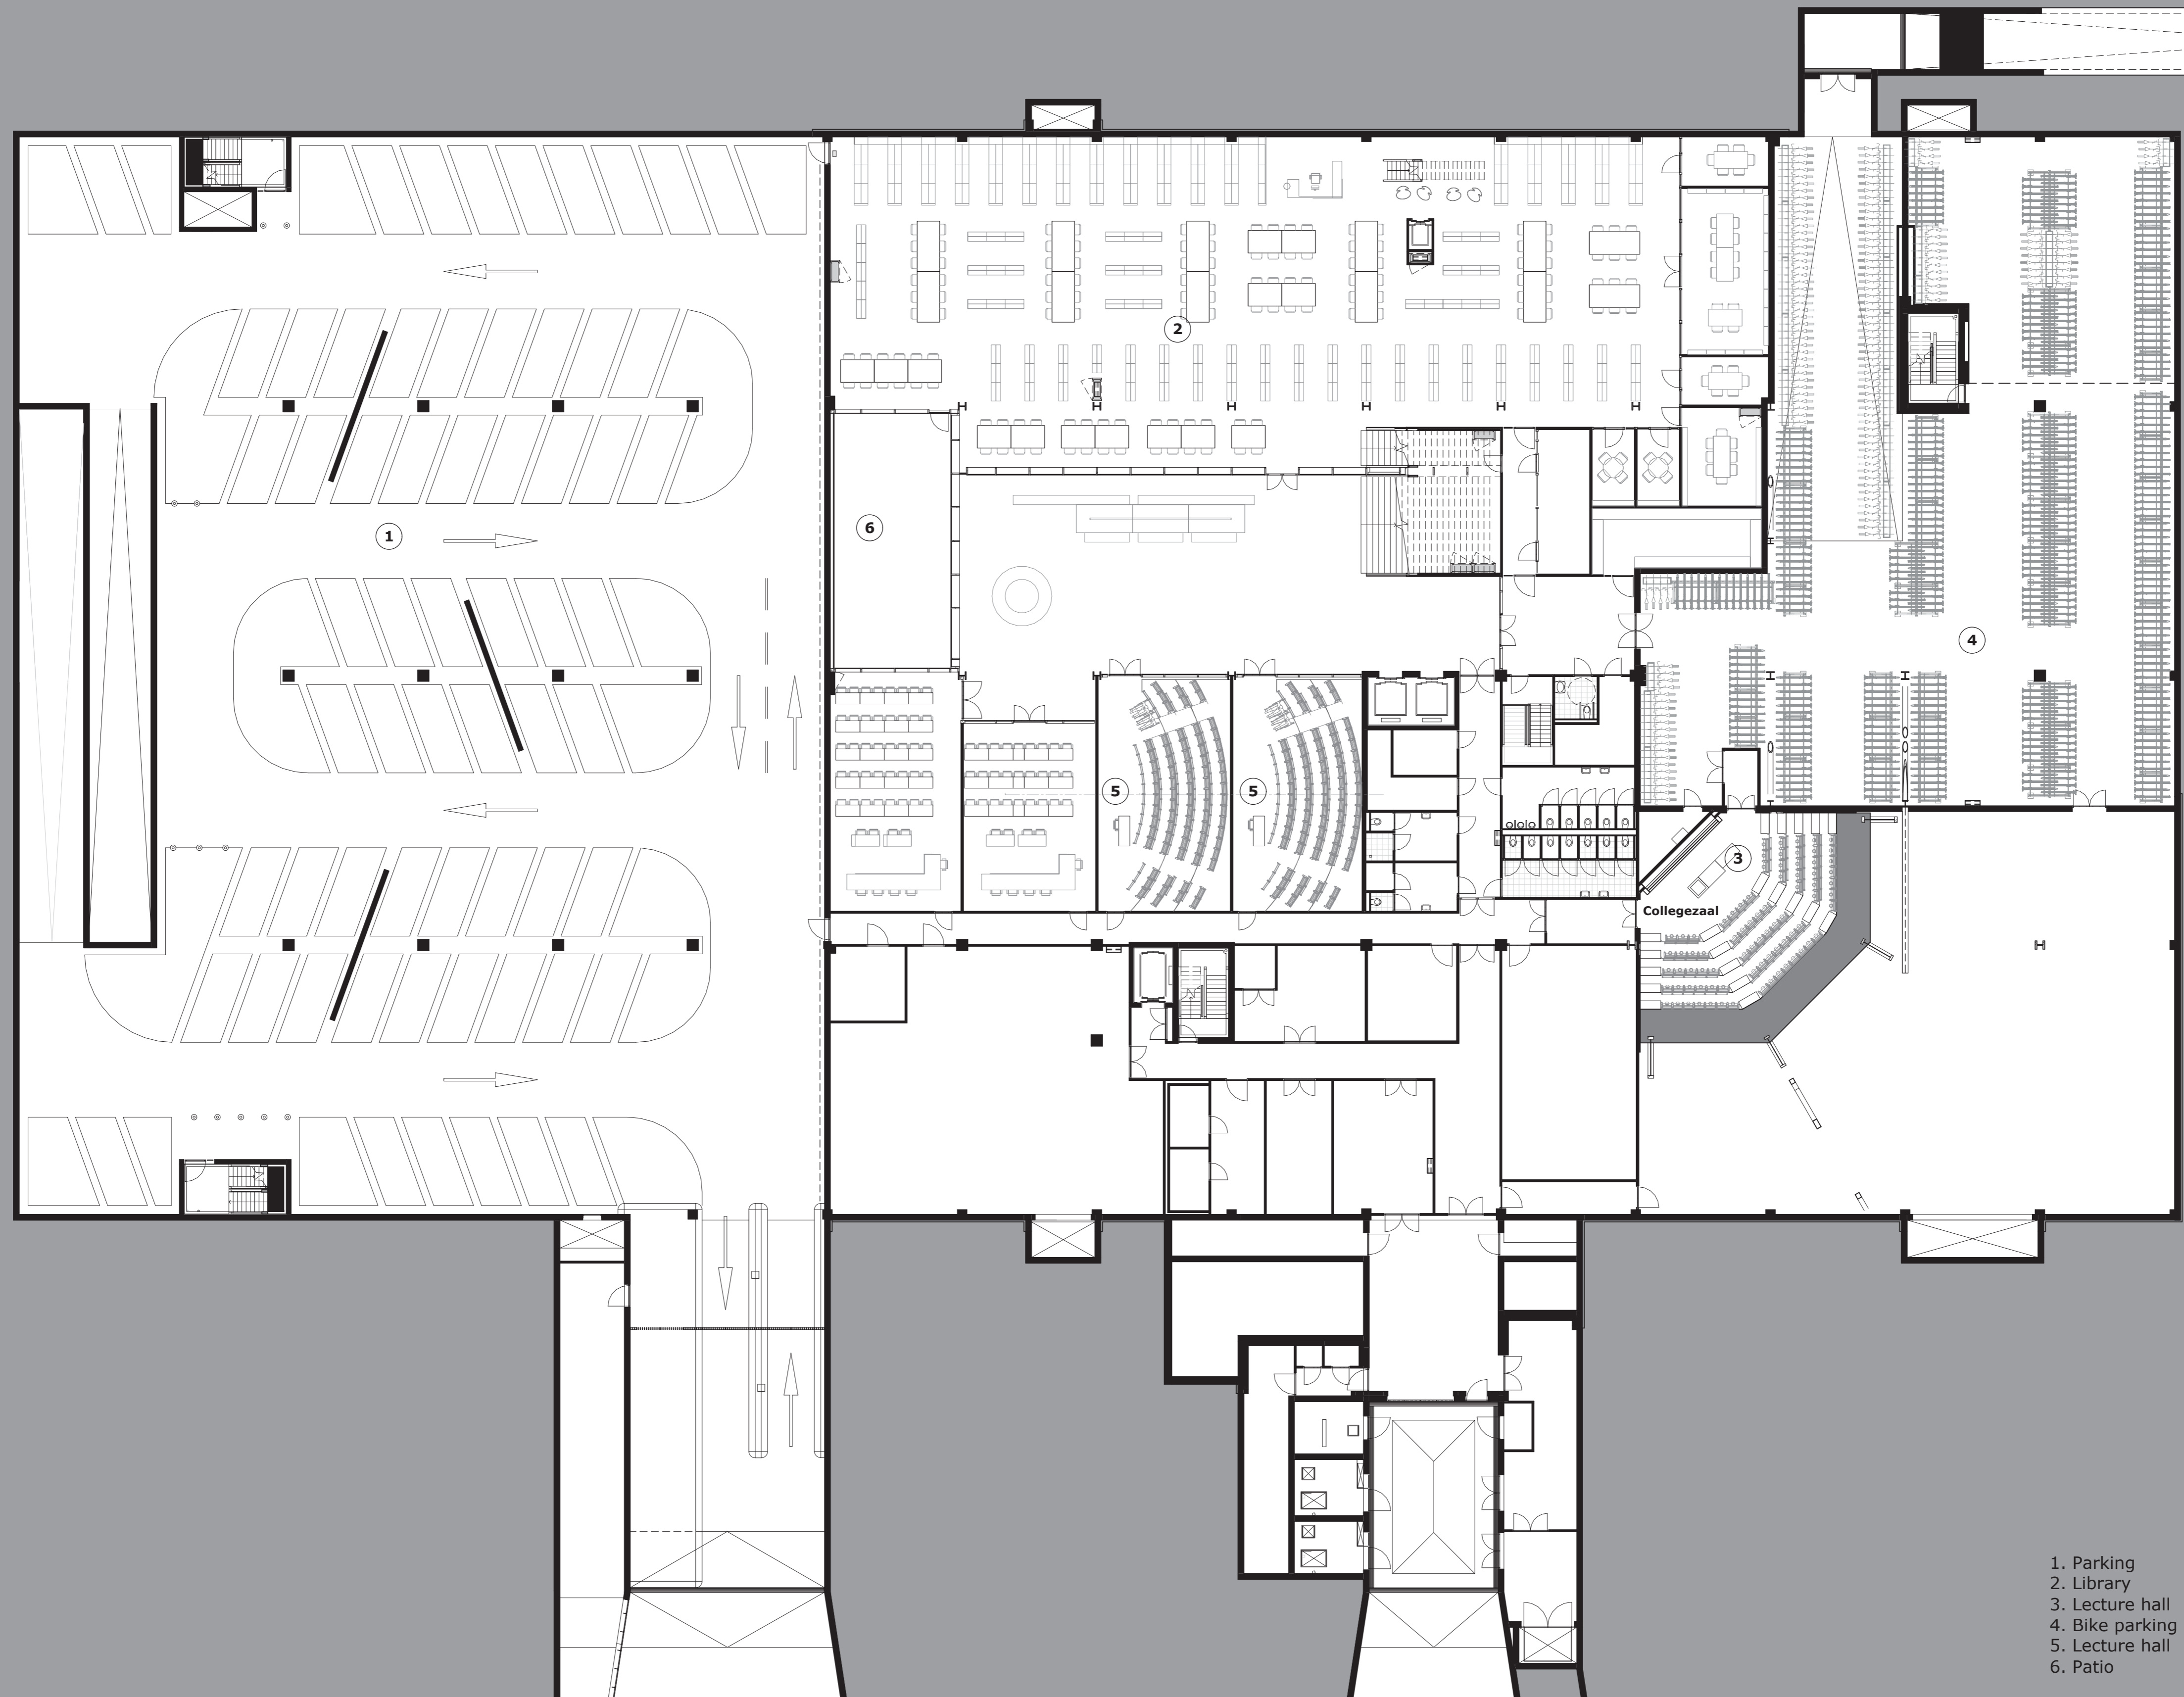 2
6
1
4
5
5
3
Collegezaal
1. Parking
2. Library
3. Lecture hall
4. Bike parking
5. Lecture hall
6. Patio